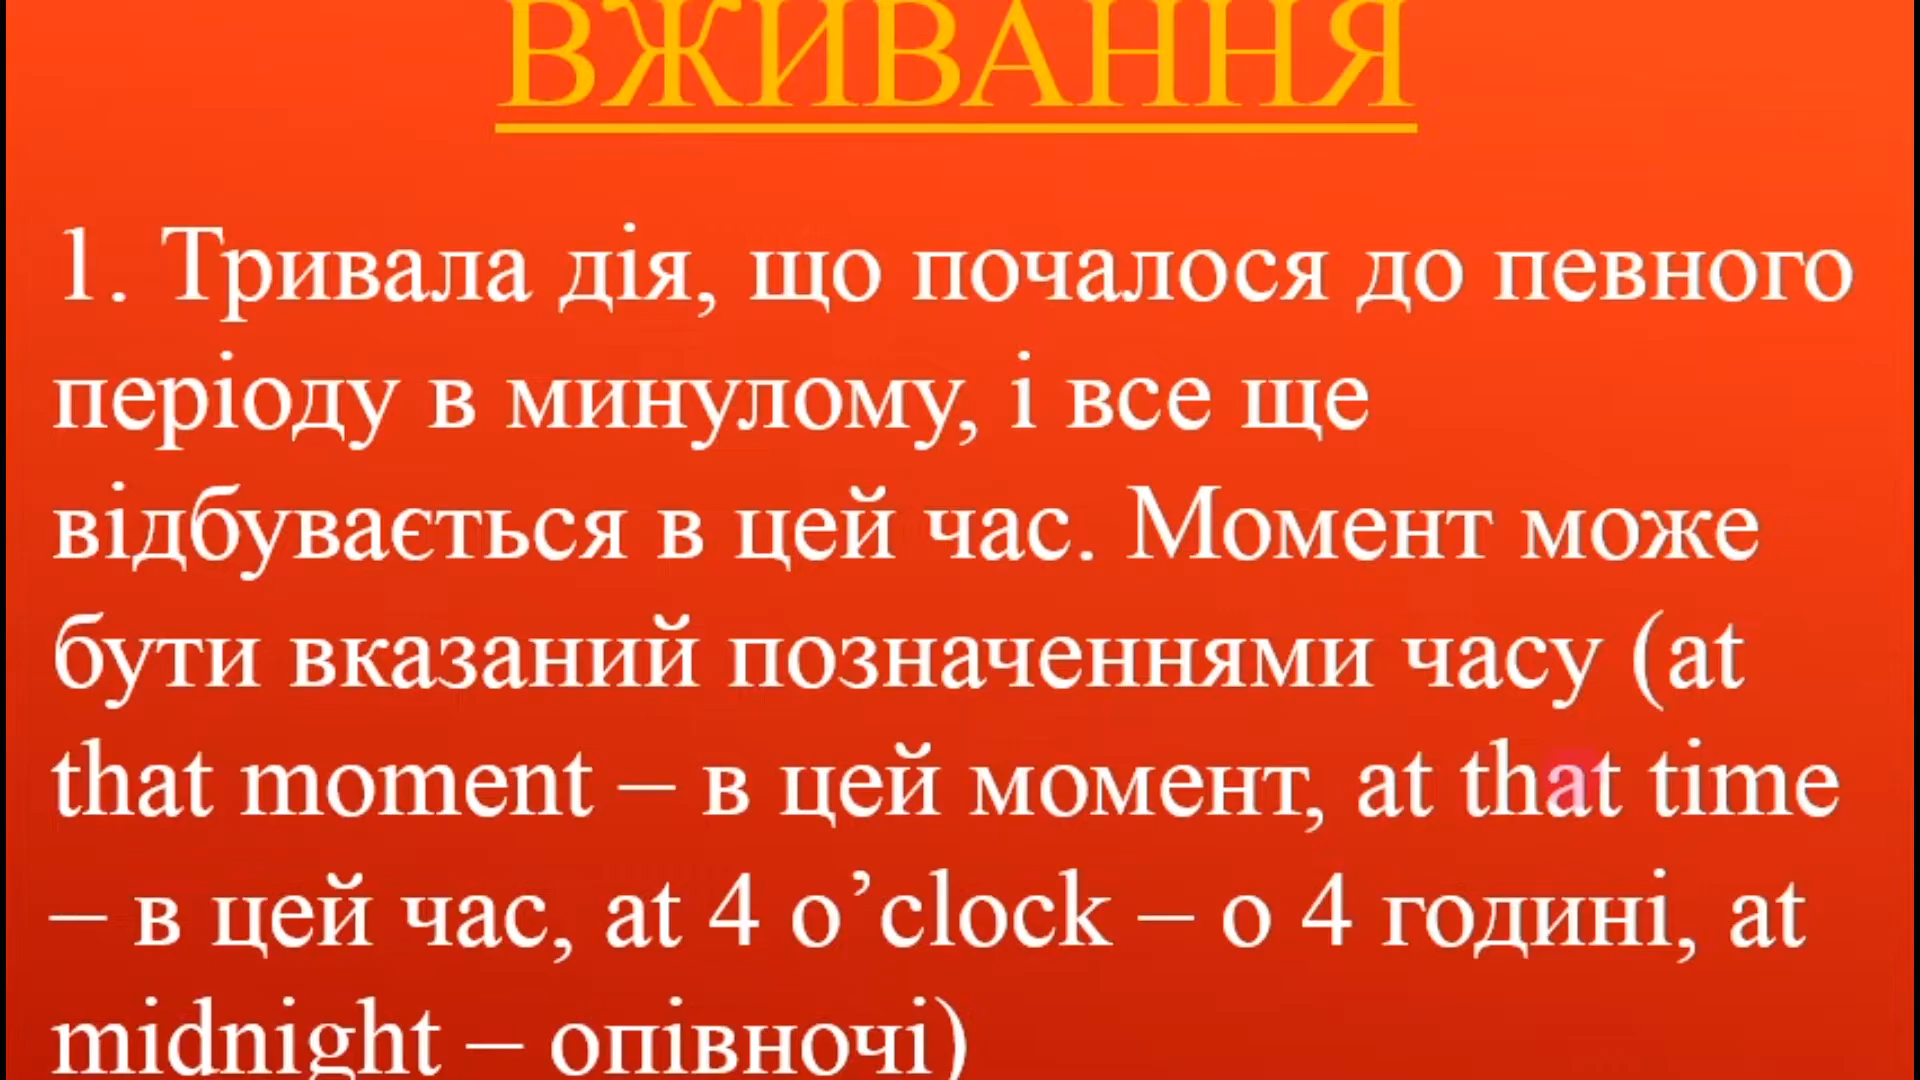 ВЖИВАННЯ
1. Тривала дія, що почалося до певного
періоду в минулому, і все ще
відбувається в цей час. Момент може
бути вказаний позначеннями часу (at
that moment – в цей момент, at that time
– в цей час, at 4 o’clock – о 4 годині, at
midnight – опівночі)